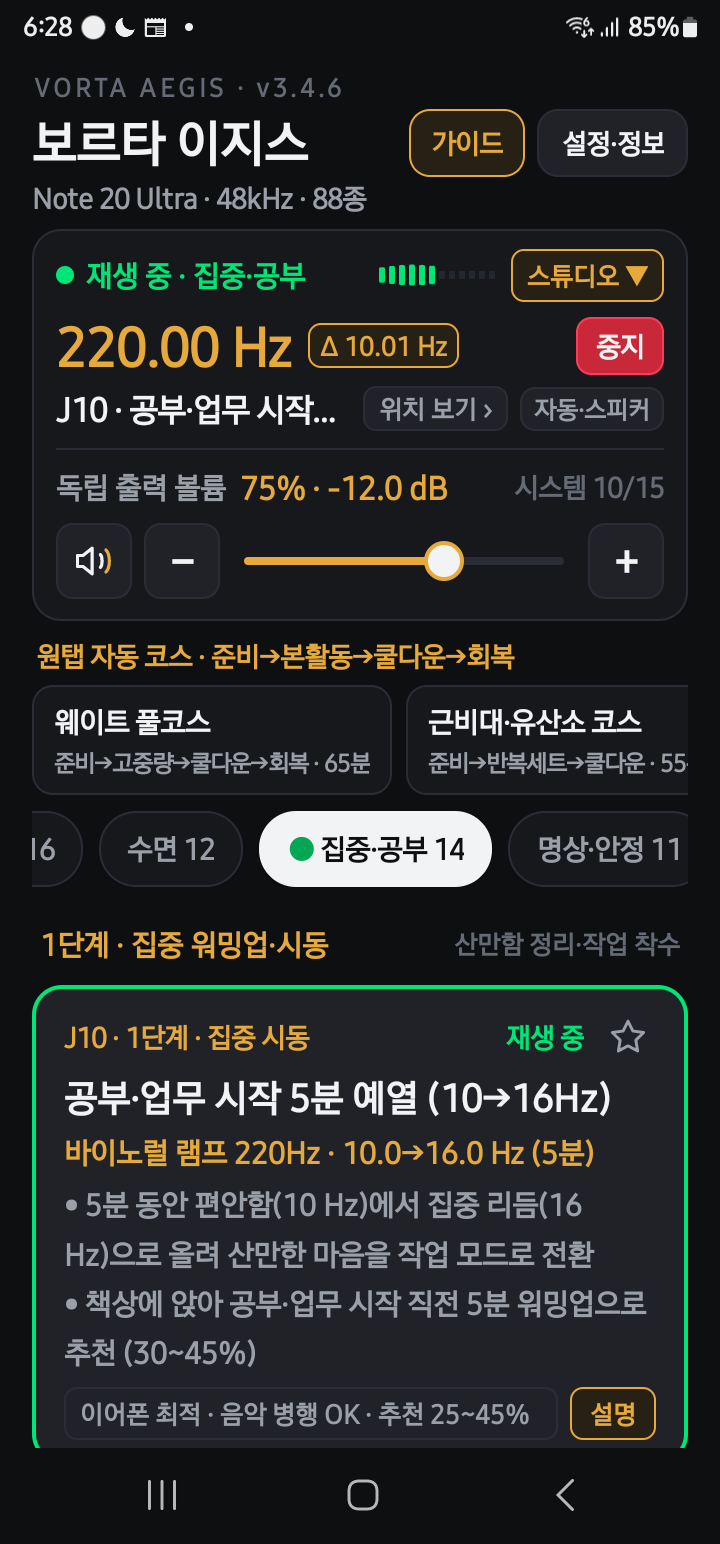 6:28
85%
VORTA AEGIS · v3.4.6
보르타 이지스
가이드
설정·정보
Note 20 Ultra · 48kHz · 88종
재생 중 · 집중·공부
스튜디오 ▼
220.00 Hz
Δ 10.01 Hz
중지
J10 · 공부·업무 시작...
위치 보기 ›
자동·스피커
독립 출력 볼륨 75% · -12.0 dB
시스템 10/15
원탭 자동 코스 · 준비→본활동→쿨다운→회복
웨이트 풀코스
준비→고중량→쿨다운→회복 · 65분
근비대·유산소 코스
준비→반복세트→쿨다운 · 55
16
수면 12
집중·공부 14
명상·안정 11
1단계 · 집중 워밍업·시동
산만함 정리·작업 착수
J10 · 1단계 · 집중 시동
재생 중
공부·업무 시작 5분 예열 (10→16Hz)
바이노럴 램프 220Hz · 10.0→16.0 Hz (5분)
• 5분 동안 편안함(10 Hz)에서 집중 리듬(16
Hz)으로 올려 산만한 마음을 작업 모드로 전환
• 책상에 앉아 공부·업무 시작 직전 5분 워밍업으로
추천 (30~45%)
이어폰 최적 · 음악 병행 OK · 추천 25~45%
설명